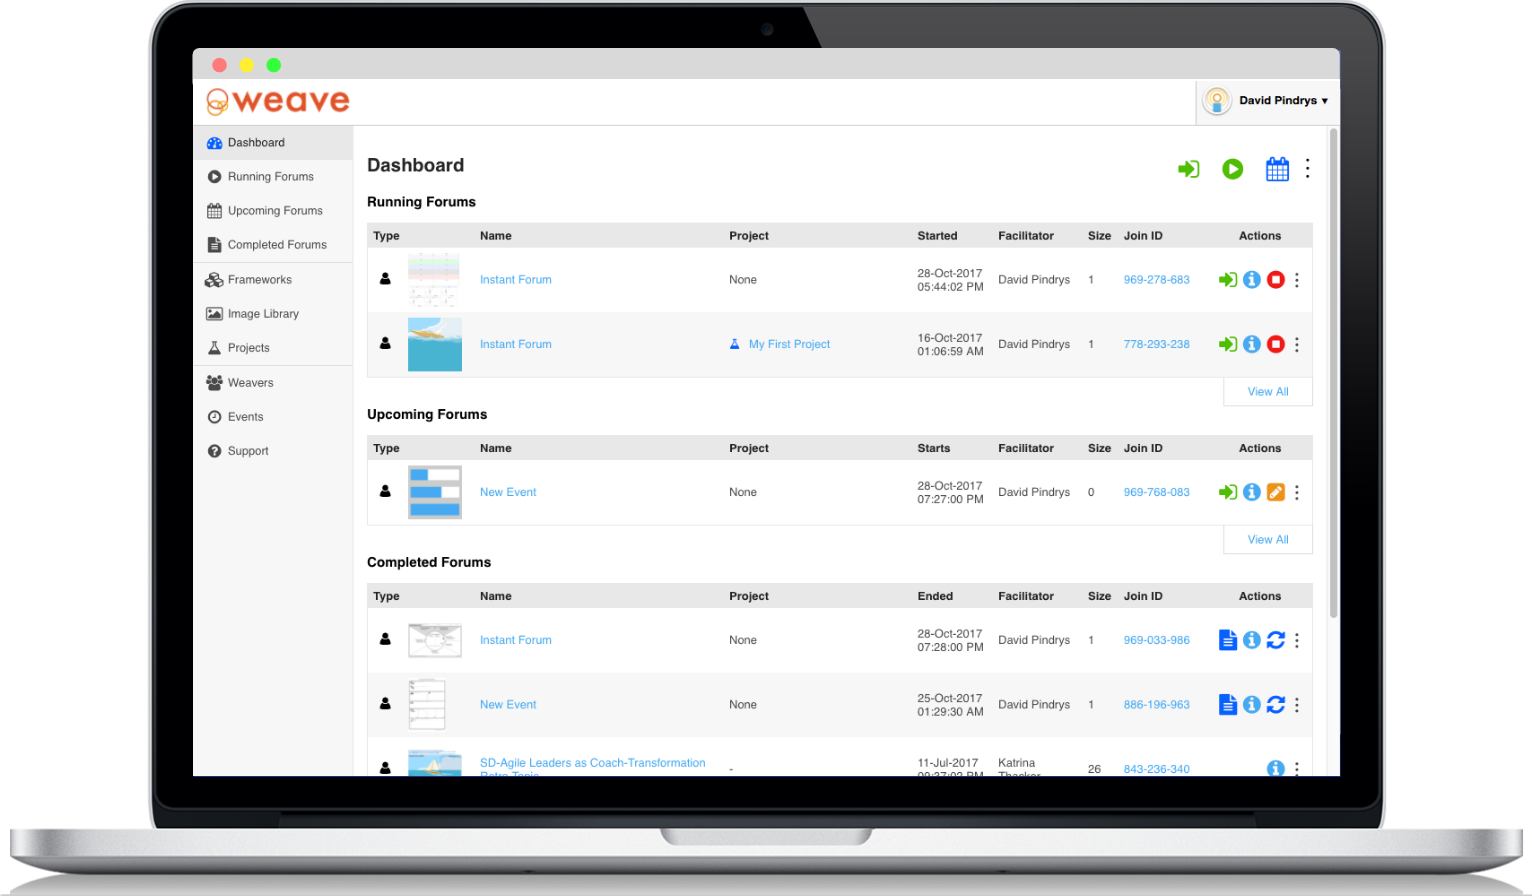 weave
David Pindrys ▾
Dashboard
Running Forums
Upcoming Forums
Completed Forums
Frameworks
Image Library
Projects
Weavers
Events
Support
Dashboard
Running Forums
Type Name Project Started Facilitator Size Join ID Actions
Instant Forum None 28-Oct-2017 05:44:02 PM David Pindrys 1 969-278-683
Instant Forum My First Project 16-Oct-2017 01:06:59 AM David Pindrys 1 778-293-238
View All
Upcoming Forums
Type Name Project Starts Facilitator Size Join ID Actions
New Event None 28-Oct-2017 07:27:00 PM David Pindrys 0 969-768-083
View All
Completed Forums
Type Name Project Ended Facilitator Size Join ID Actions
Instant Forum None 28-Oct-2017 07:28:00 PM David Pindrys 1 969-033-986
New Event None 25-Oct-2017 01:29:30 AM David Pindrys 1 886-196-963
SD-Agile Leaders as Coach-Transformation - 11-Jul-2017 Katrina 26 843-236-340